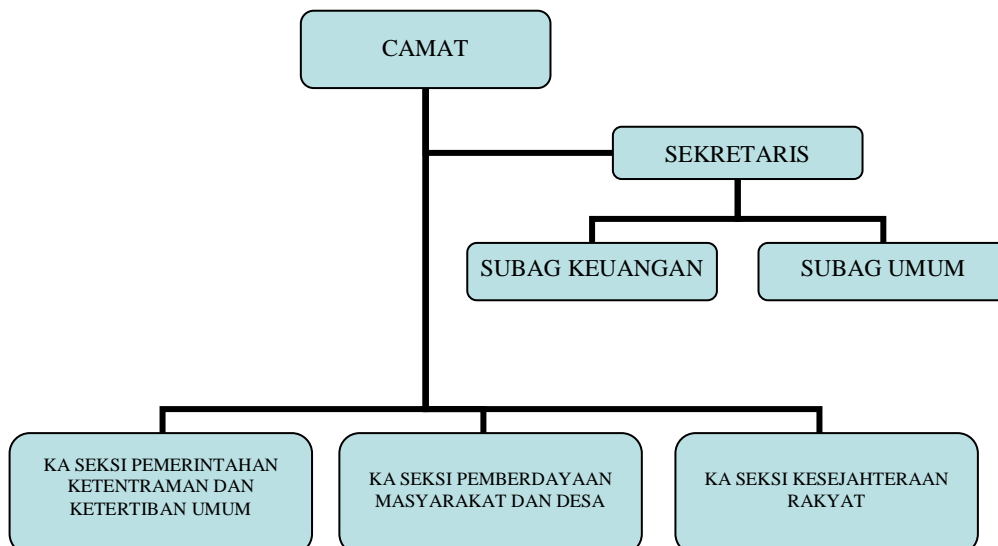 CAMAT
SEKRETARIS
SUBAG KEUANGAN
SUBAG UMUM
KA SEKSI PEMERINTAHAN
KETENTRAMAN DAN
KETERTIBAN UMUM
KA SEKSI PEMBERDAYAAN
MASYARAKAT DAN DESA
KA SEKSI KESEJAHTERAAN
RAKYAT